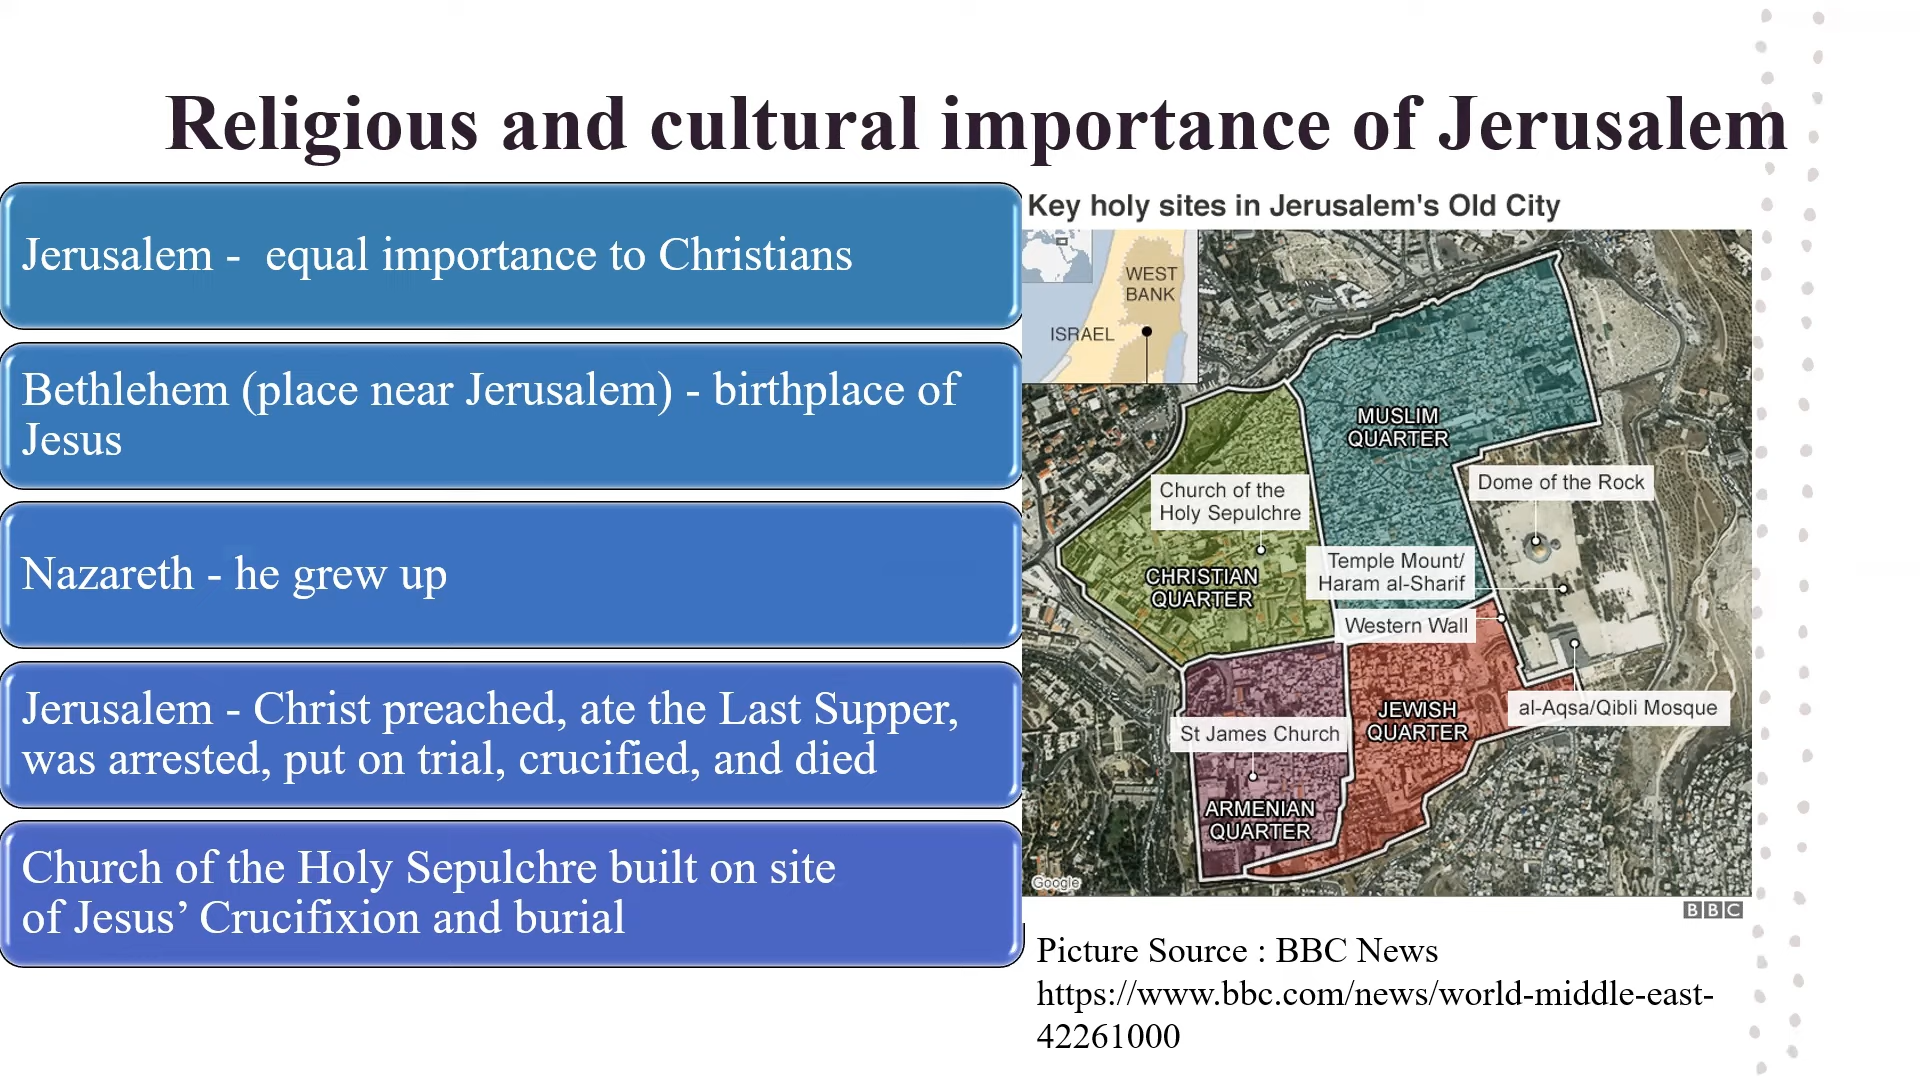 Religious and cultural importance of Jerusalem
Jerusalem -  equal importance to Christians
Bethlehem (place near Jerusalem) - birthplace of
Jesus
Nazareth - he grew up
Jerusalem - Christ preached, ate the Last Supper,
was arrested, put on trial, crucified, and died
Church of the Holy Sepulchre built on site
of Jesus’ Crucifixion and burial
Key holy sites in Jerusalem's Old City
WEST
BANK
ISRAEL
MUSLIM
QUARTER
Dome of the Rock
Church of the
Holy Sepulchre
Temple Mount/
Haram al-Sharif
CHRISTIAN
QUARTER
Western Wall
al-Aqsa/Qibli Mosque
JEWISH
QUARTER
St James Church
ARMENIAN
QUARTER
Google
BBC
Picture Source : BBC News
https://www.bbc.com/news/world-middle-east-
42261000